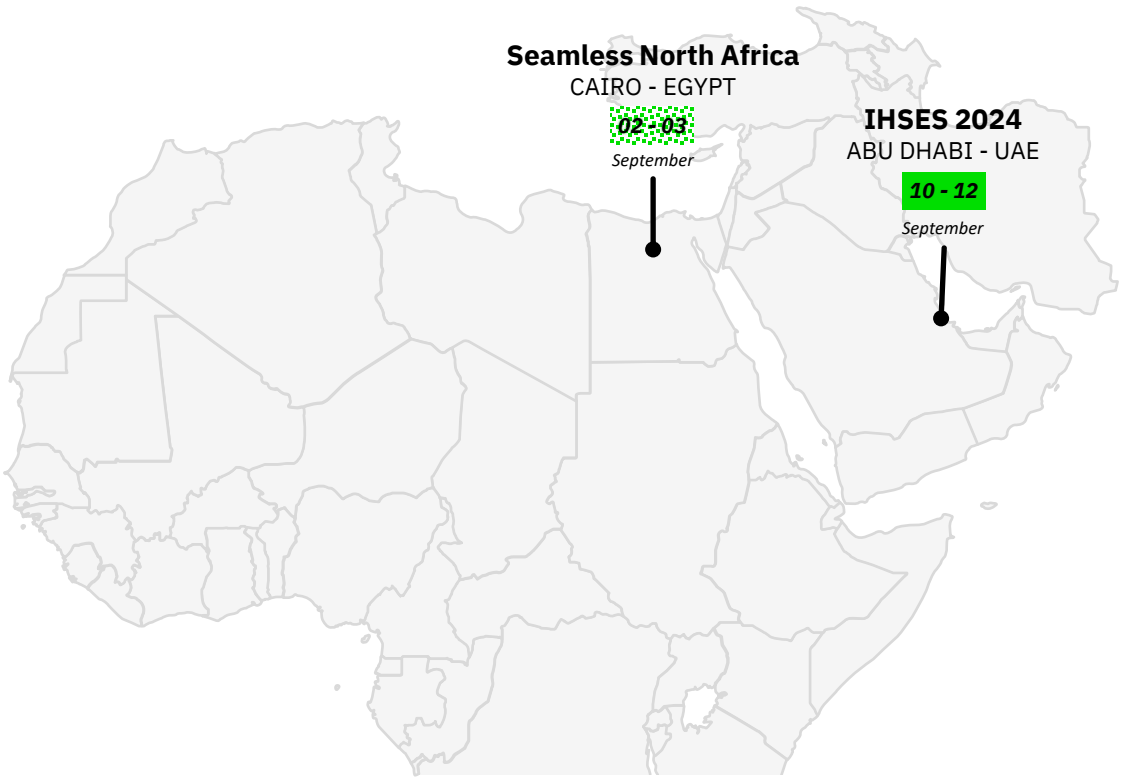 Seamless North Africa
CAIRO - EGYPT
02 - 03
September
IHSES 2024
ABU DHABI - UAE
10 - 12
September